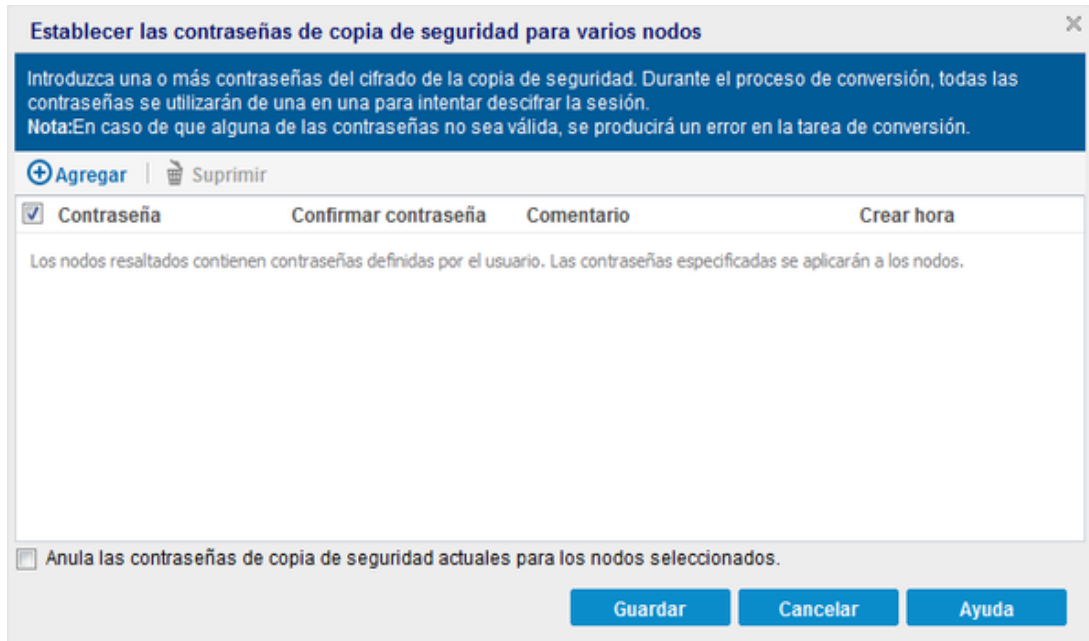 Establecer las contraseñas de copia de seguridad para varios nodos
Introduzca una o más contraseñas del cifrado de la copia de seguridad. Durante el proceso de conversión, todas las
contraseñas se utilizarán de una en una para intentar descifrar la sesión.
Nota:En caso de que alguna de las contraseñas no sea válida, se producirá un error en la tarea de conversión.
Agregar | Suprimir
Contraseña Confirmar contraseña Comentario Crear hora
Los nodos resaltados contienen contraseñas definidas por el usuario. Las contraseñas especificadas se aplicarán a los nodos.
Anula las contraseñas de copia de seguridad actuales para los nodos seleccionados.
Guardar Cancelar Ayuda